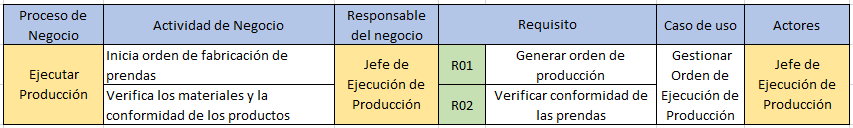 Proceso de
Negocio
Actividad de Negocio
Responsable
del negocio
Requisito
Caso de uso
Actores
Ejecutar
Producción
Inicia orden de fabricación de
prendas
Verifica los materiales y la
conformidad de los productos
Jefe de
Ejecución de
Producción
R01
Generar orden de
producción
R02
Verificar conformidad de
las prendas
Gestionar
Orden de
Ejecución de
Producción
Jefe de
Ejecución de
Producción